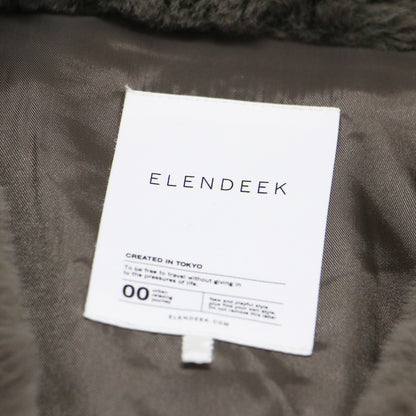 ELENDEEK
CREATED IN TOKYO
To be free to travel without giving in
to the pressures of life.
00
urban
relaxing
journey
New and playful style
plus find your own style.
Do not remove this label
ELENDEEK.COM